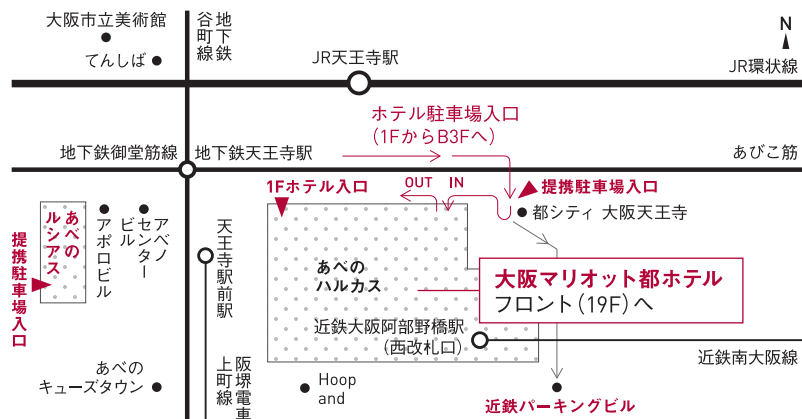 大阪市立美術館
てんしば
地下鉄
谷町線
JR天王寺駅
N
JR環状線
ホテル駐車場入口
(1FからB3Fへ)
地下鉄御堂筋線
地下鉄天王寺駅
あびこ筋
1Fホテル入口
OUT
IN
提携駐車場入口
都シティ 大阪天王寺
あべの
ルシアス
提携駐車場入口
アポロビル
アベノ
センター
ビル
天王寺駅前駅
あべの
ハルカス
大阪マリオット都ホテル
フロント(19F)へ
近鉄大阪阿部野橋駅
(西改札口)
近鉄南大阪線
あべの
キューズタウン
阪堺電車
上町線
Hoop
and
近鉄パーキングビル